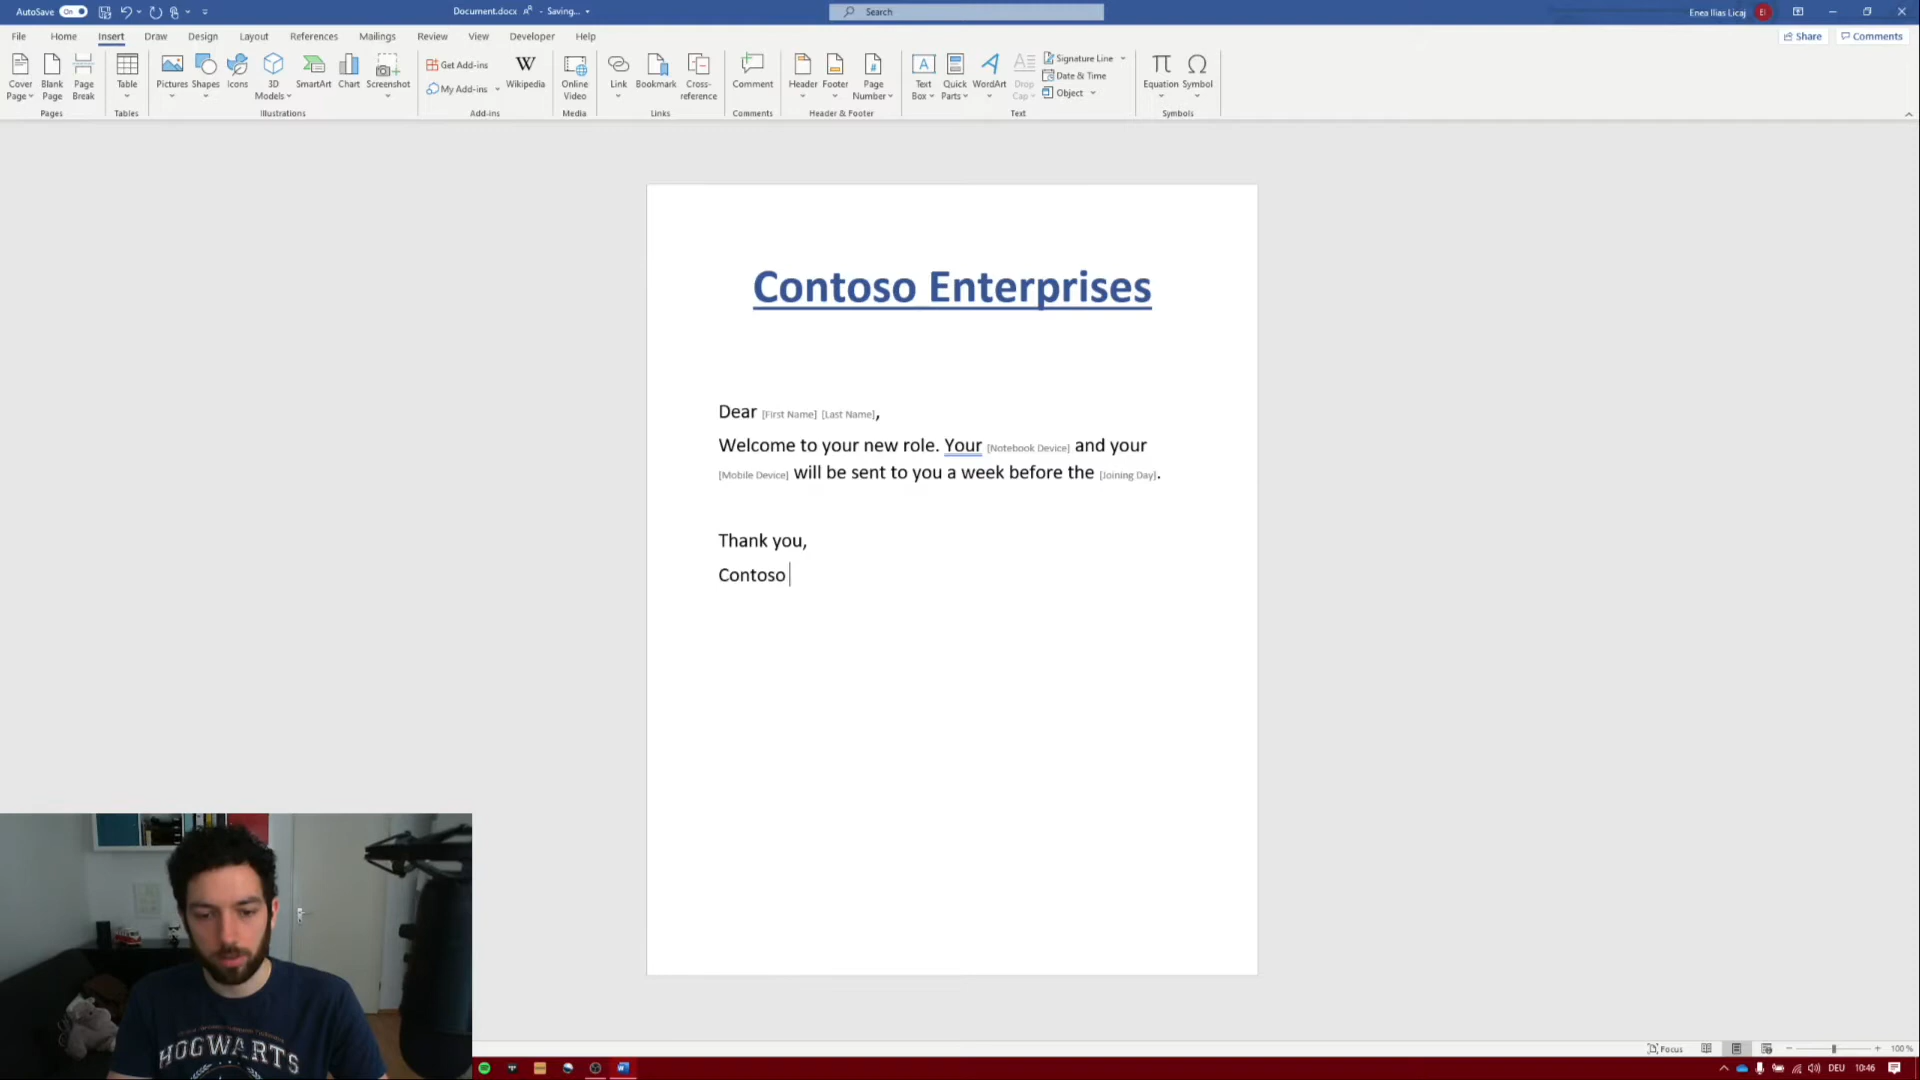 AutoSave On Document.docx - Saving... Search Enea Ilias Licaj EI
File Home Insert Draw Design Layout References Mailings Review View Developer Help Share Comments
Cover Page Blank Page Page Break Table Pictures Shapes Icons 3D Models SmartArt Chart Screenshot Get Add-ins My Add-ins W Wikipedia Online Video Link Bookmark Cross-reference Comment Header Footer Page Number Text Box Quick Parts WordArt Drop Cap Signature Line Date & Time Object π Equation Ω Symbol
Pages Tables Illustrations Add-ins Media Links Comments Header & Footer Text Symbols
Contoso Enterprises
Dear [First Name] [Last Name],
Welcome to your new role. Your [Notebook Device] and your
[Mobile Device] will be sent to you a week before the [Joining Day].
Thank you,
Contoso
HOGWARTS
Focus 100 %
DEU 10:46